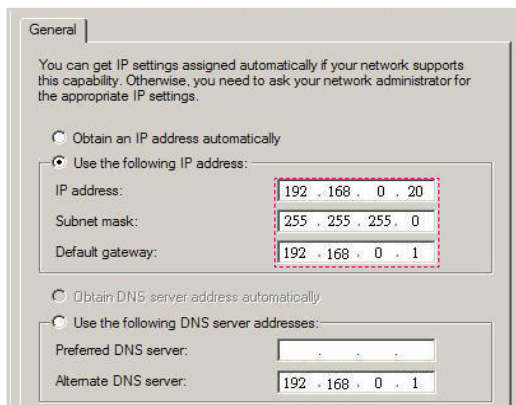 General
You can get IP settings assigned automatically if your network supports
this capability. Otherwise, you need to ask your network administrator for
the appropriate IP settings.
Obtain an IP address automatically
Use the following IP address:
IP address: 192 . 168 . 0 . 20
Subnet mask: 255 . 255 . 255 . 0
Default gateway: 192 . 168 . 0 . 1
Obtain DNS server address automatically
Use the following DNS server addresses:
Preferred DNS server: . . .
Alternate DNS server: 192 . 168 . 0 . 1